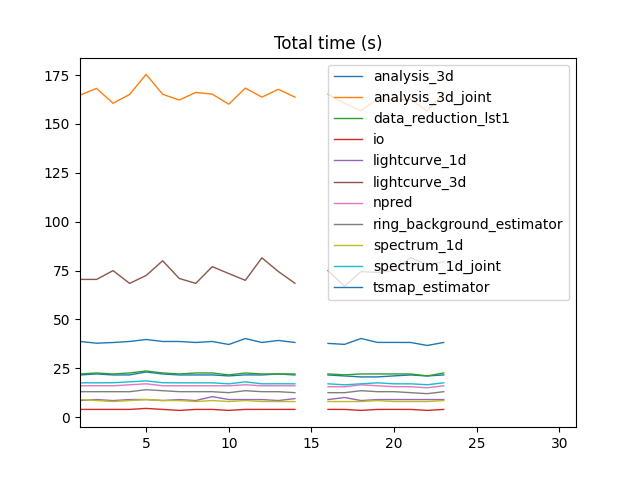 Total time (s)
175
150
125
100
75
50
25
0
5
10
15
20
25
30
analysis_3d
analysis_3d_joint
data_reduction_lst1
io
lightcurve_1d
lightcurve_3d
npred
ring_background_estimator
spectrum_1d
spectrum_1d_joint
tsmap_estimator